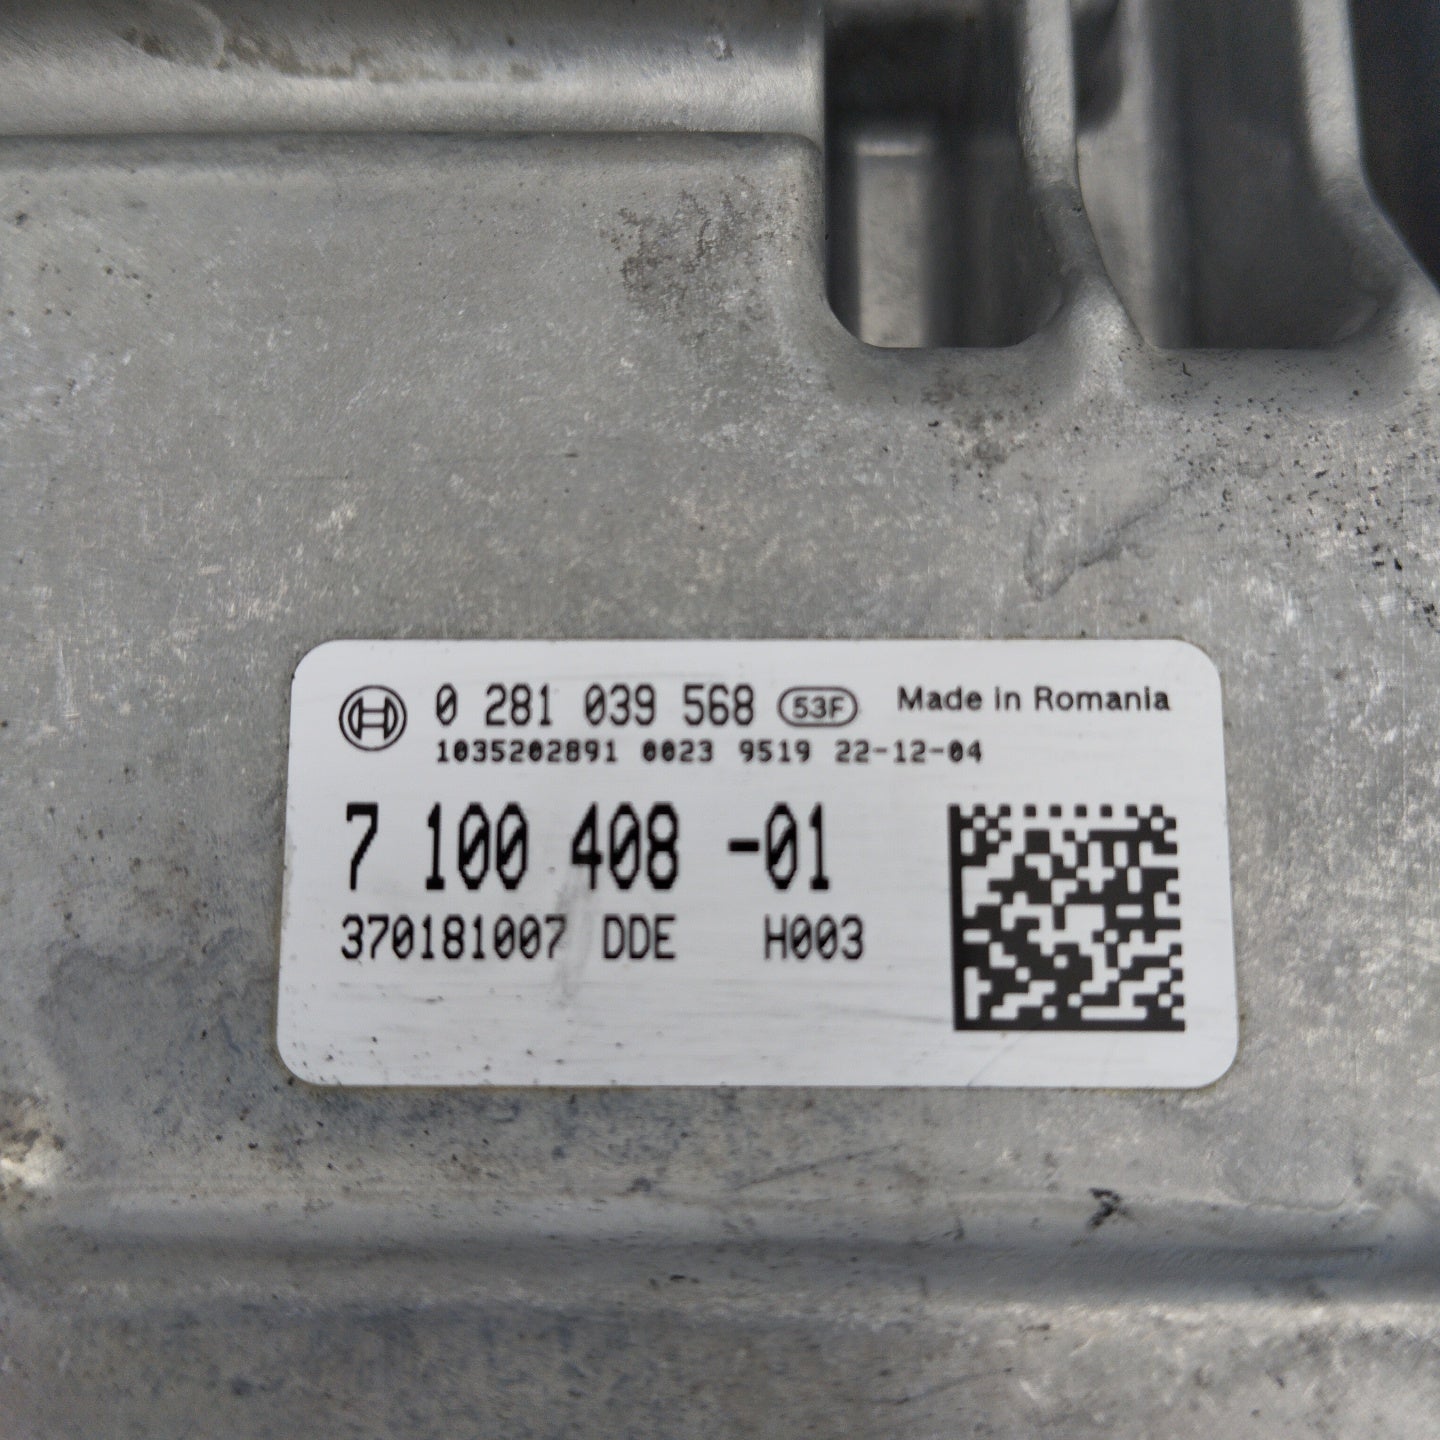 0 281 039 568 53F Made in Romania
1035202891 0023 9519 22-12-04
7 100 408 -01
370181007 DDE H003